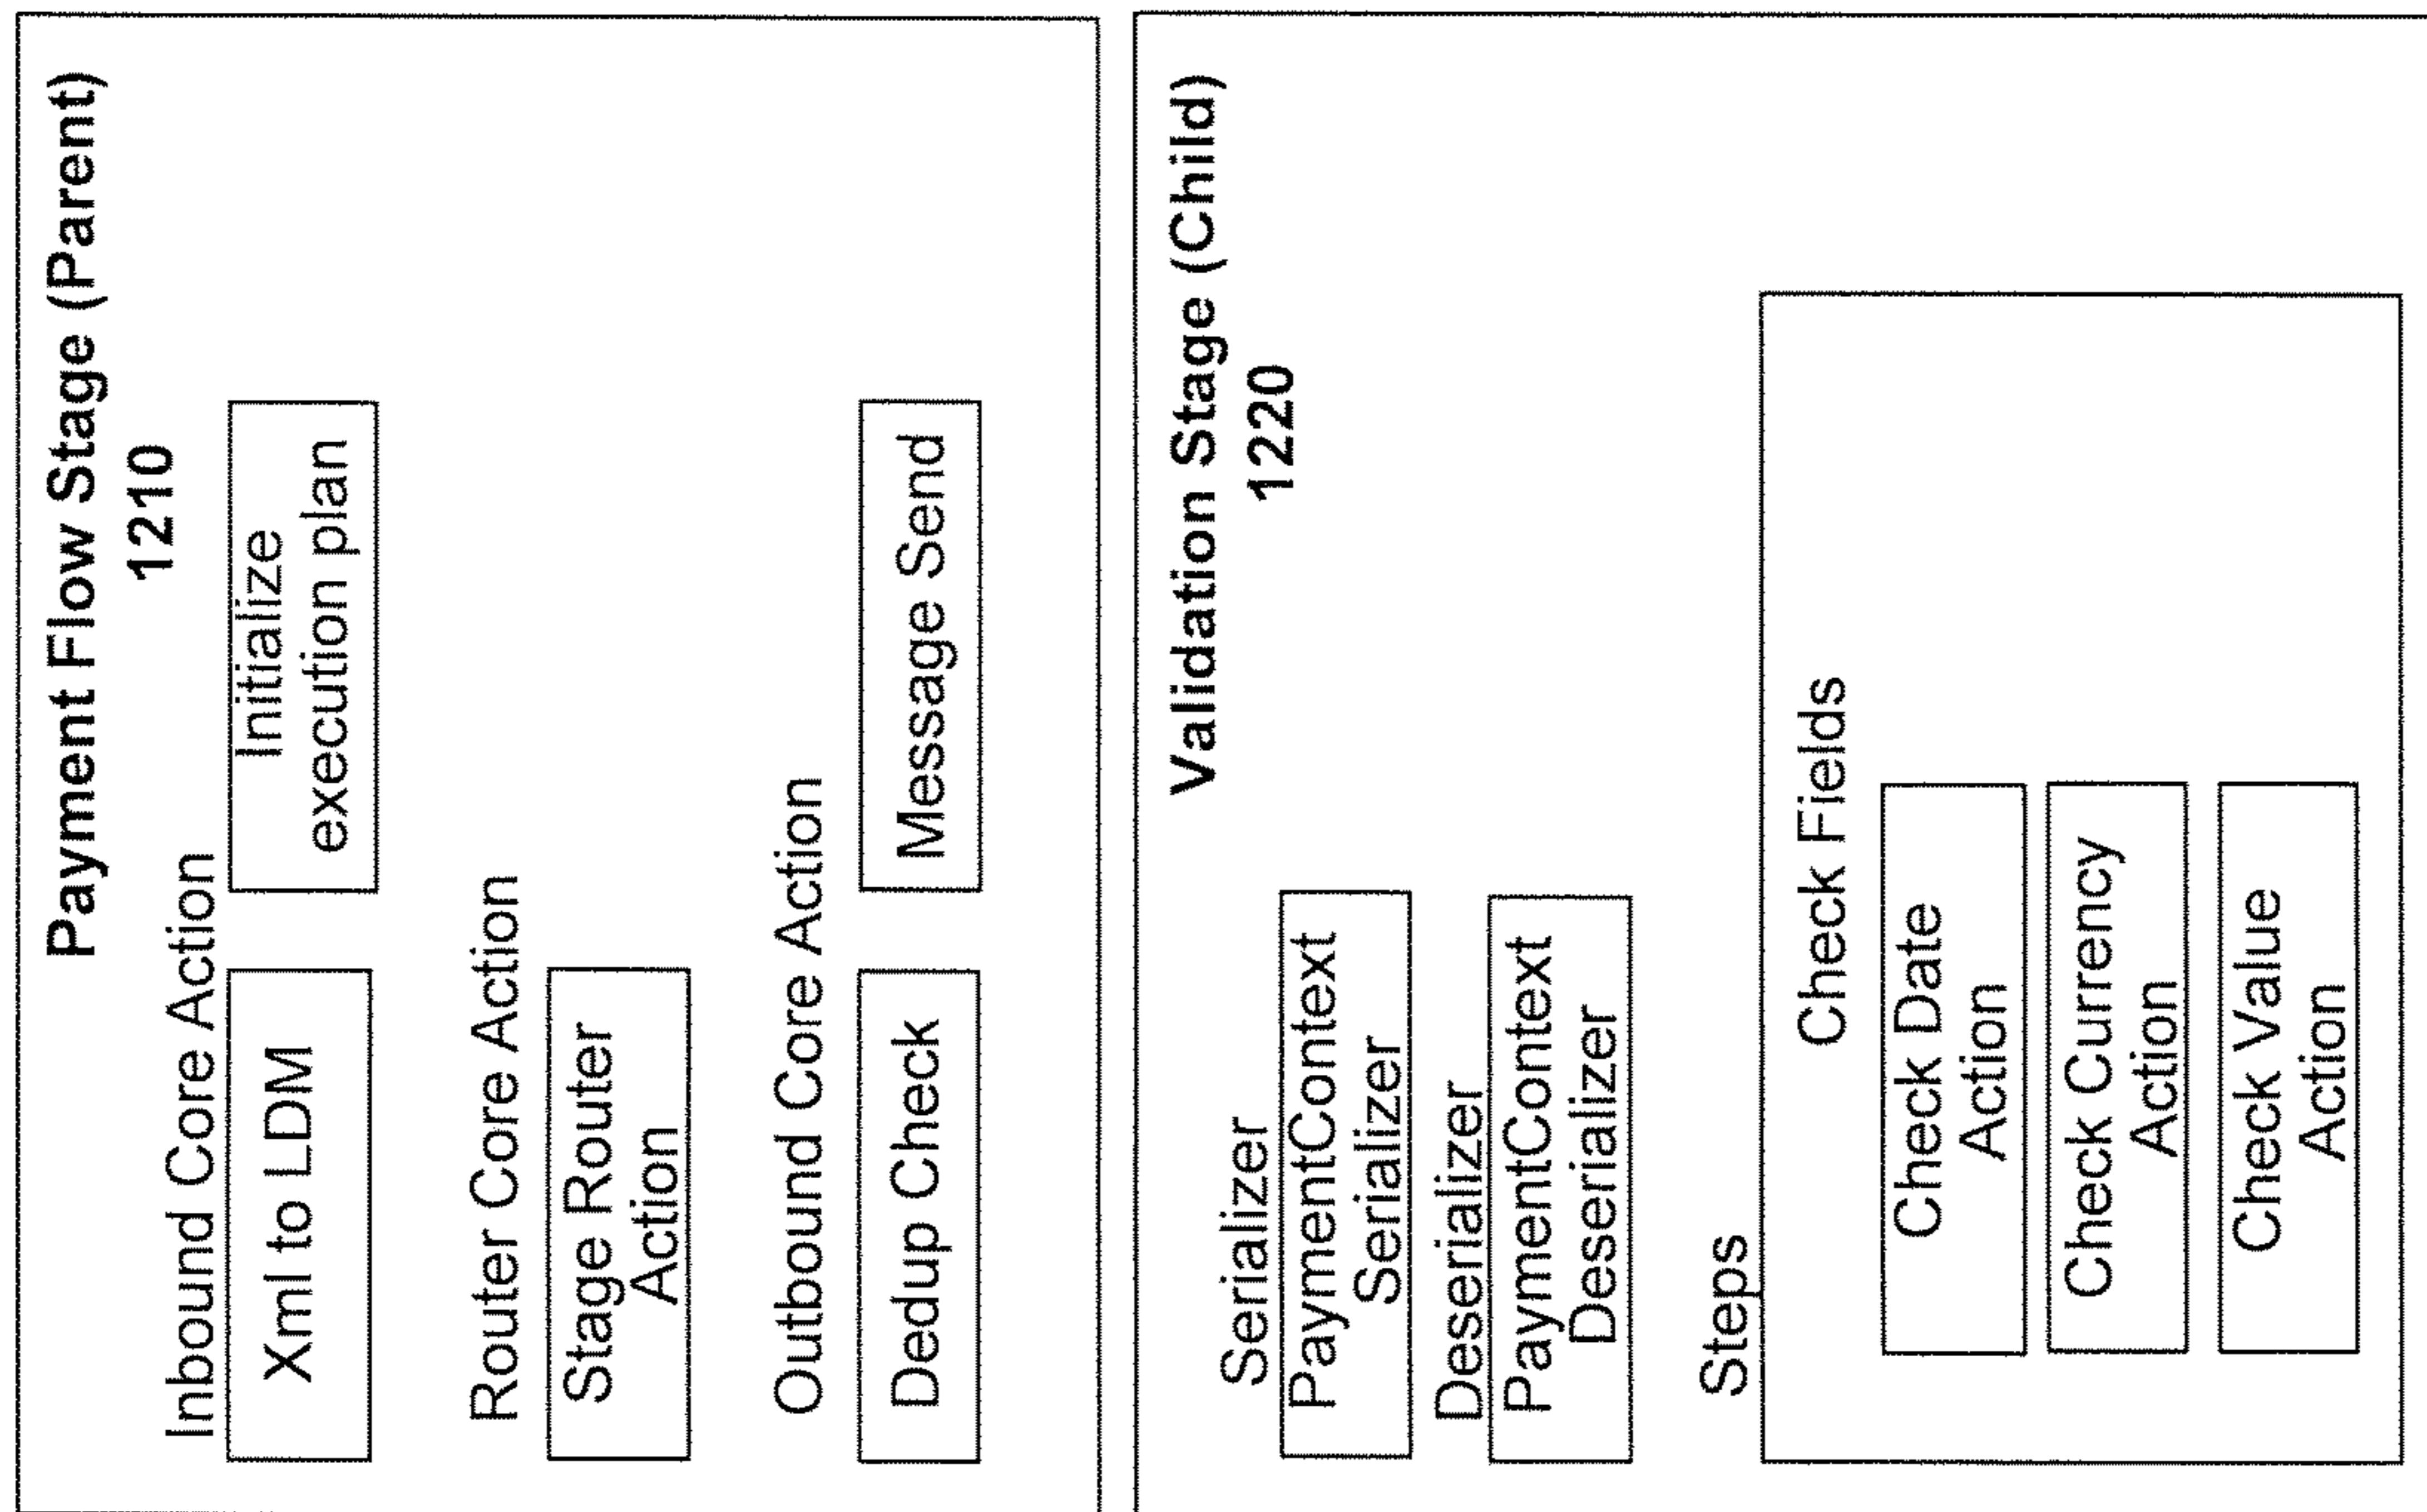 Payment Flow Stage (Parent)
1210
Inbound Core Action
Xml to LDM
Initialize
execution plan
Router Core Action
Stage Router
Action
Outbound Core Action
Dedup Check
Message Send
Validation Stage (Child)
1220
Serializer
PaymentContext
Serializer
Deserializer
PaymentContext
Deserializer
Steps
Check Fields
Check Date
Action
Check Currency
Action
Check Value
Action